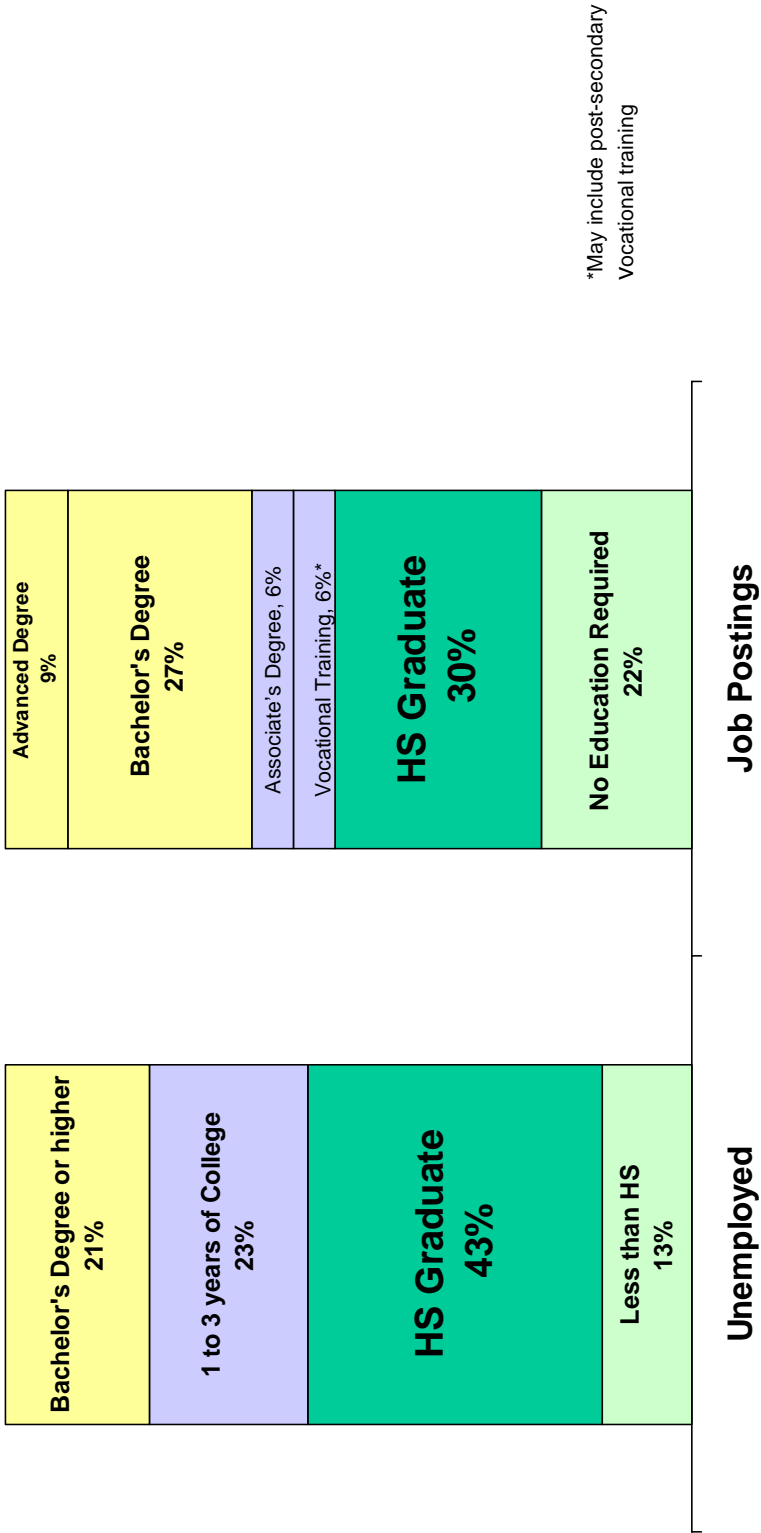 Bachelor's Degree or higher
21%
1 to 3 years of College
23%
HS Graduate
43%
Less than HS
13%
Unemployed
Advanced Degree
9%
Bachelor's Degree
27%
Associate’s Degree, 6%
Vocational Training, 6%*
HS Graduate
30%
No Education Required
22%
Job Postings
*May include post-secondary
Vocational training